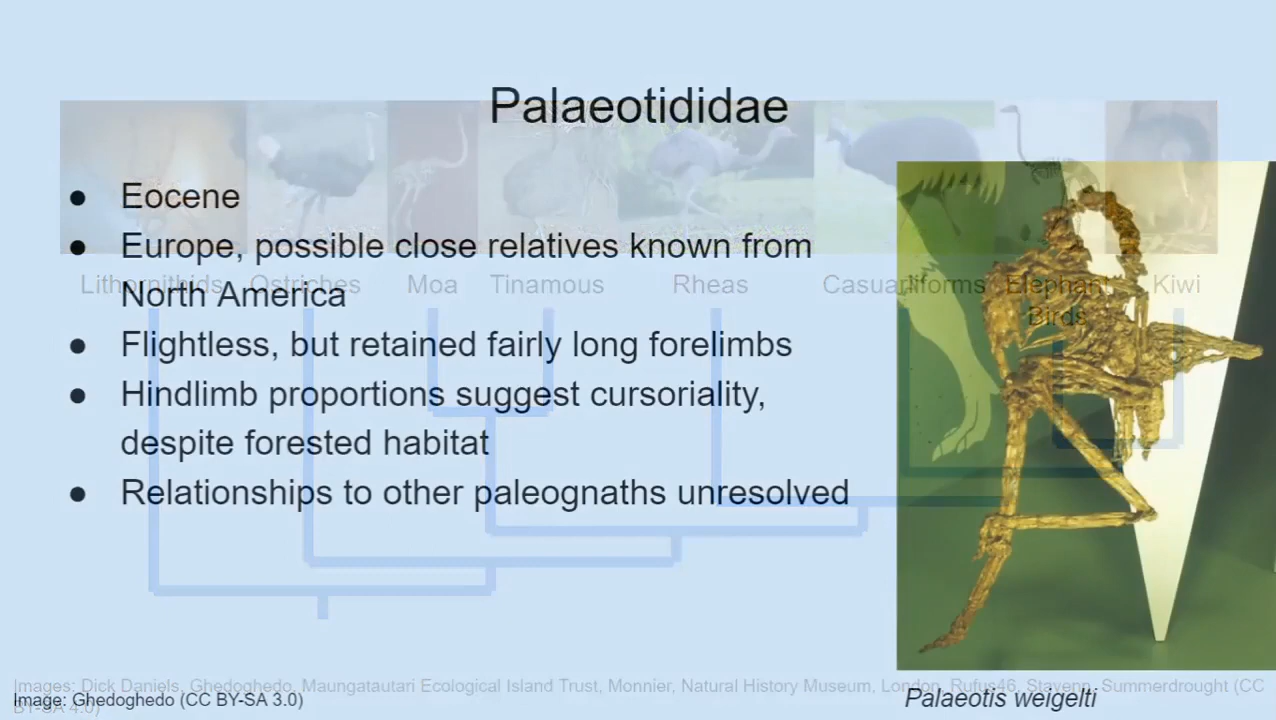 Palaeotididae
● Eocene
● Europe, possible close relatives known from
Lithornithids Ostriches Moa Tinamous Rheas Casuariiformes Elephant Kiwi
North America
Birds
● Flightless, but retained fairly long forelimbs
● Hindlimb proportions suggest cursoriality,
despite forested habitat
● Relationships to other paleognaths unresolved
Images: Dick Daniels, Ghedoghedo, Maungatautari Ecological Island Trust, Monnier, Natural History Museum, London, Rufus46, Stavenn, Summerdrought (CC
BY-SA 4.0)
Image: Ghedoghedo (CC BY-SA 3.0)
Palaeotis weigelti